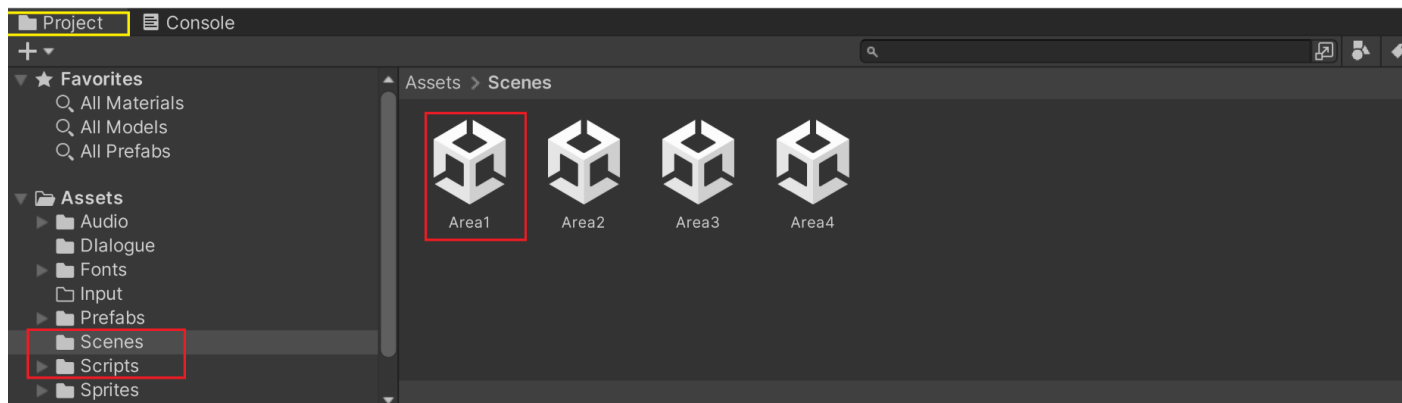 Project Console
Favorites
All Materials
All Models
All Prefabs
Assets
Audio
DIalogue
Fonts
Input
Prefabs
Scenes
Scripts
Sprites
Assets > Scenes
Area1 Area2 Area3 Area4